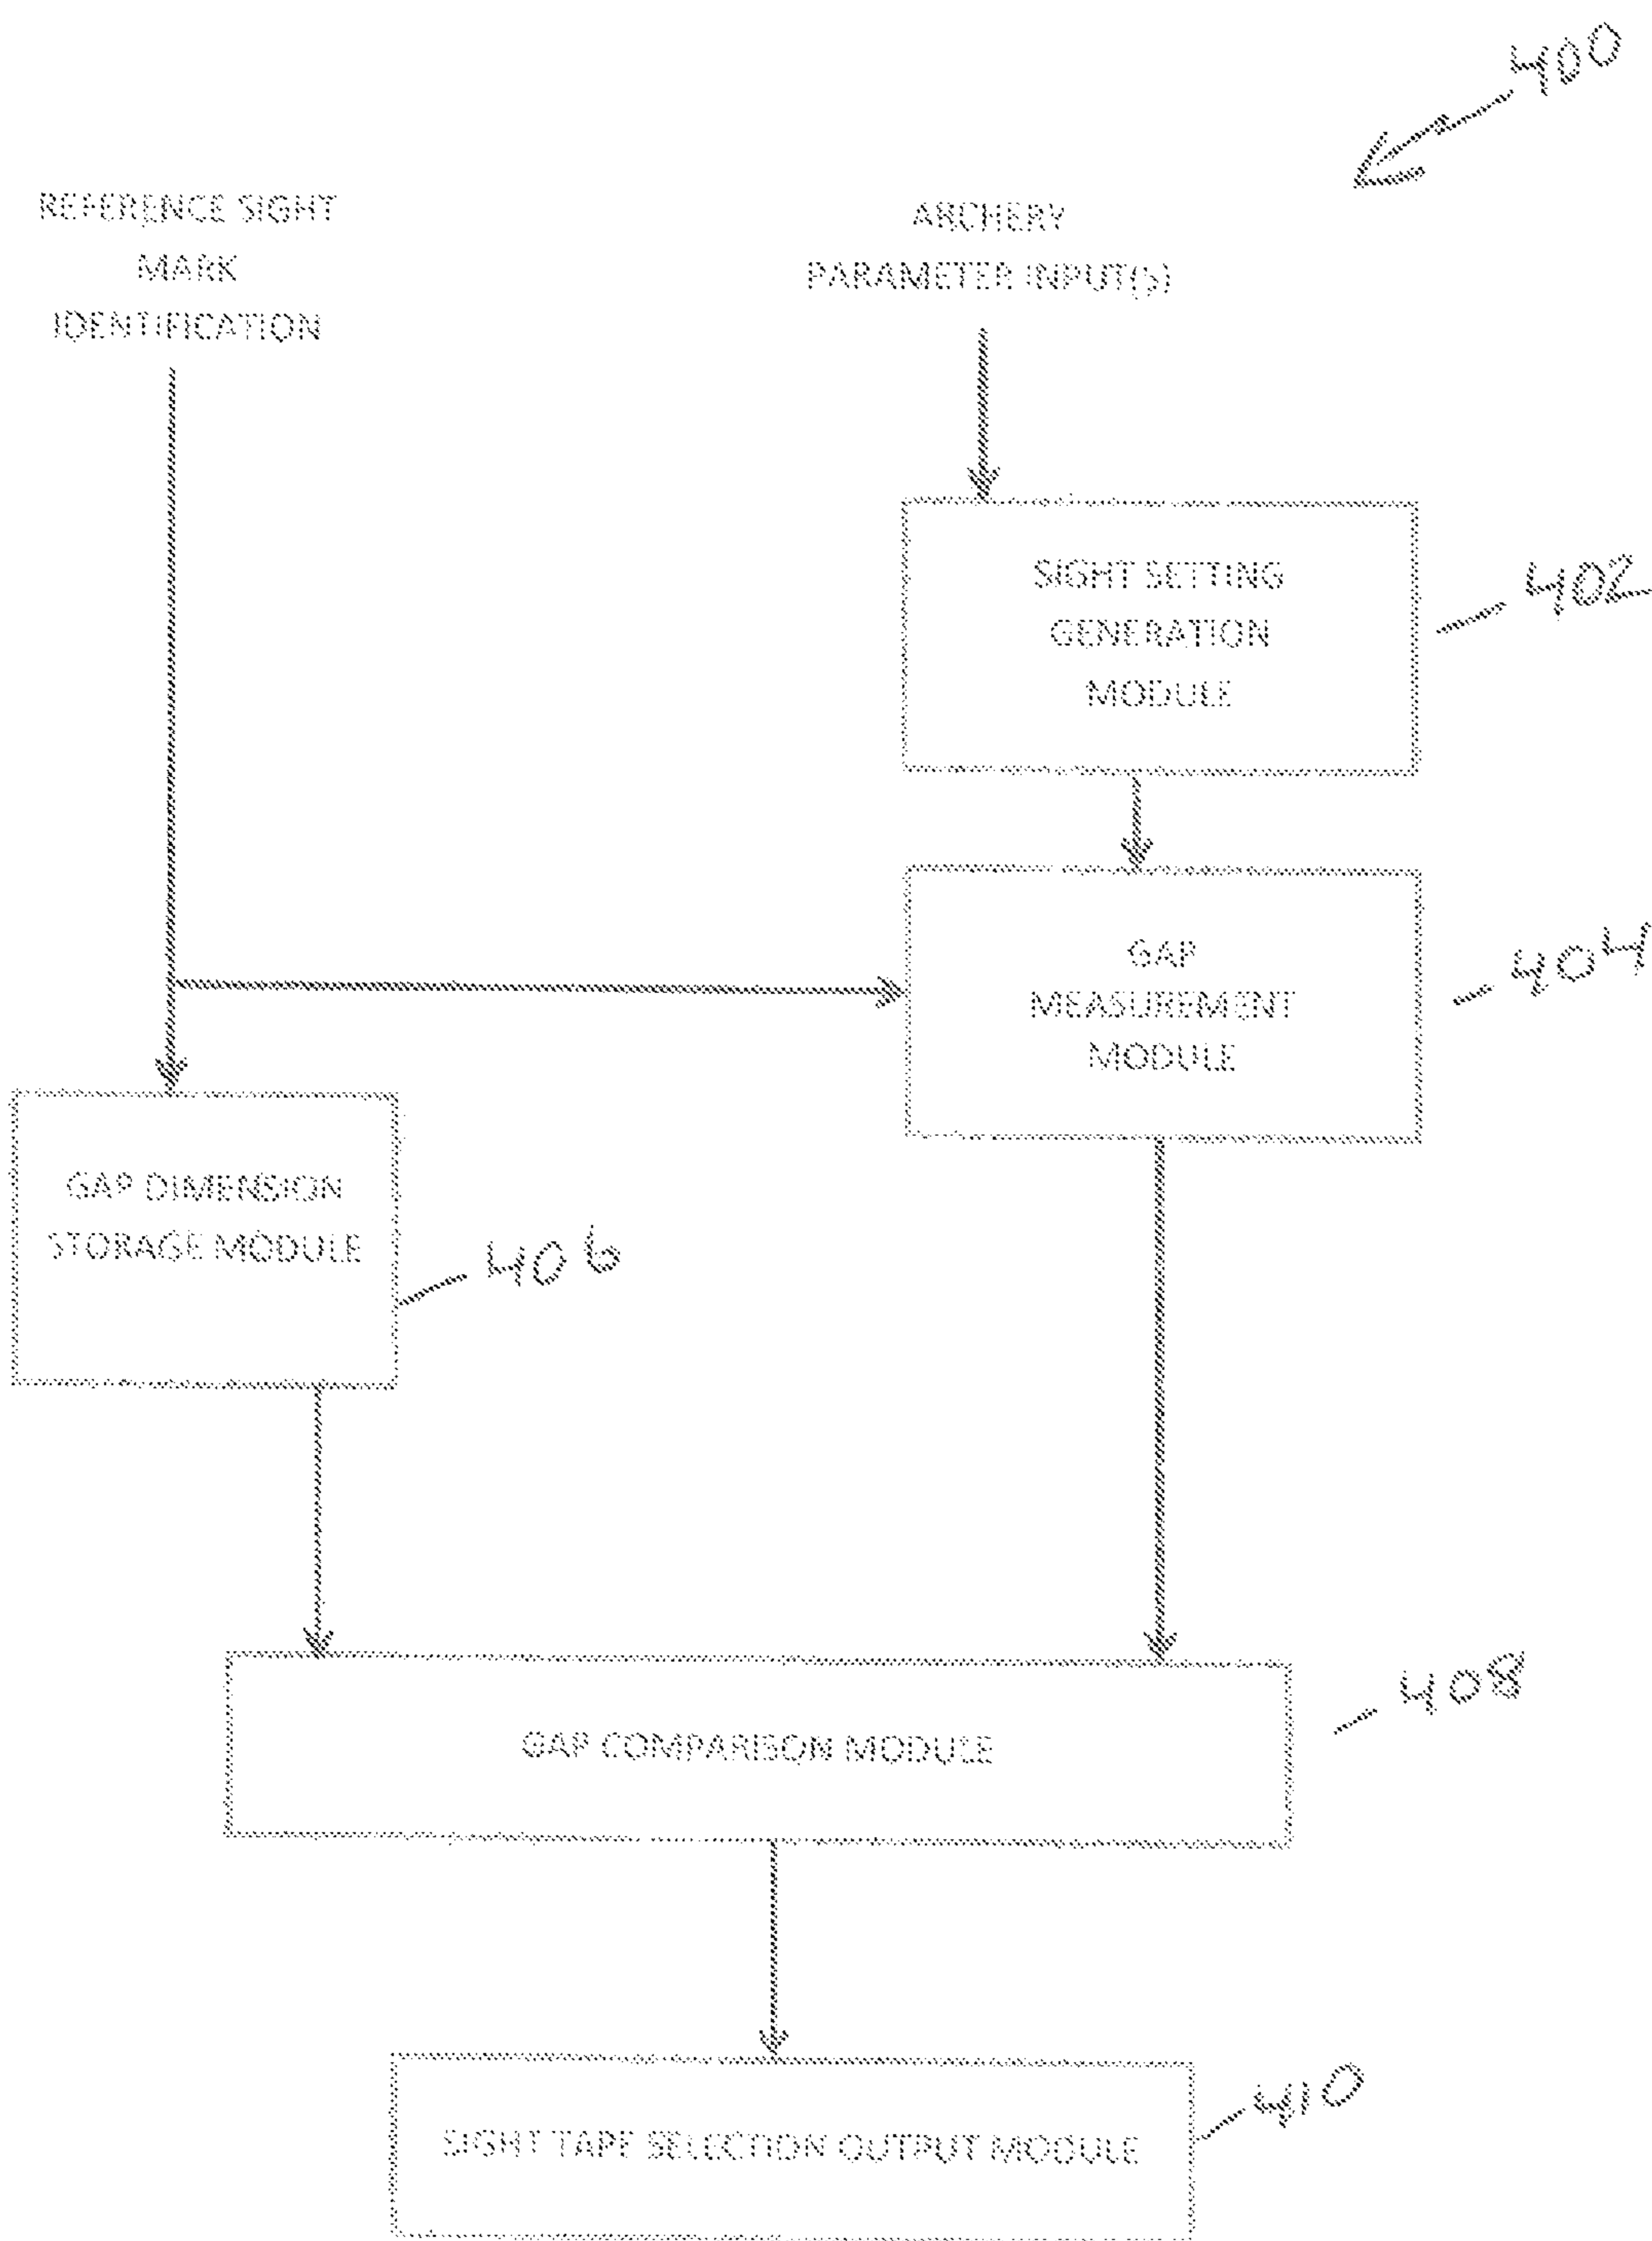 400
REFERENCE SIGHT
MARK
IDENTIFICATION
ARCHERY
PARAMETER INPUT(S)
SIGHT SETTING
GENERATION
MODULE
402
GAP
MEASUREMENT
MODULE
404
GAP DIMENSION
STORAGE MODULE
406
GAP COMPARISON MODULE
408
SIGHT TAPE SELECTION OUTPUT MODULE
410